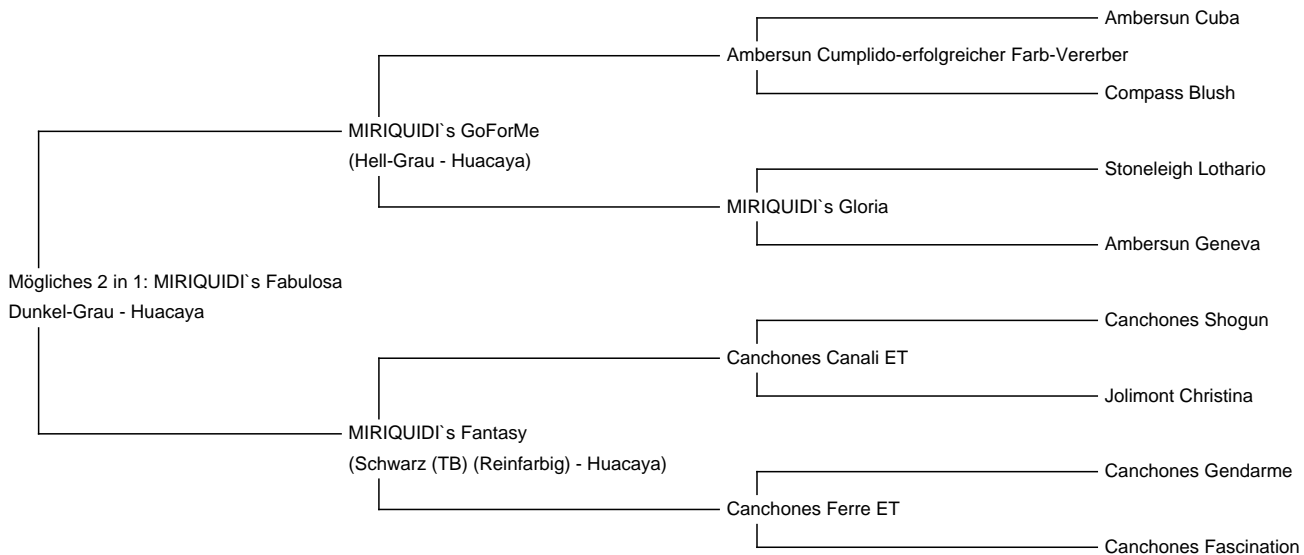 Ambersun Cuba
Ambersun Cumplido-erfolgreicher Farb-Vererber
Compass Blush
MIRIQUIDI`s GoForMe
(Hell-Grau - Huacaya)
Stoneleigh Lothario
MIRIQUIDI`s Gloria
Ambersun Geneva
Mögliches 2 in 1: MIRIQUIDI`s Fabulosa
Dunkel-Grau - Huacaya
Canchones Shogun
Canchones Canali ET
Jolimont Christina
MIRIQUIDI`s Fantasy
(Schwarz (TB) (Reinfarbig) - Huacaya)
Canchones Gendarme
Canchones Ferre ET
Canchones Fascination